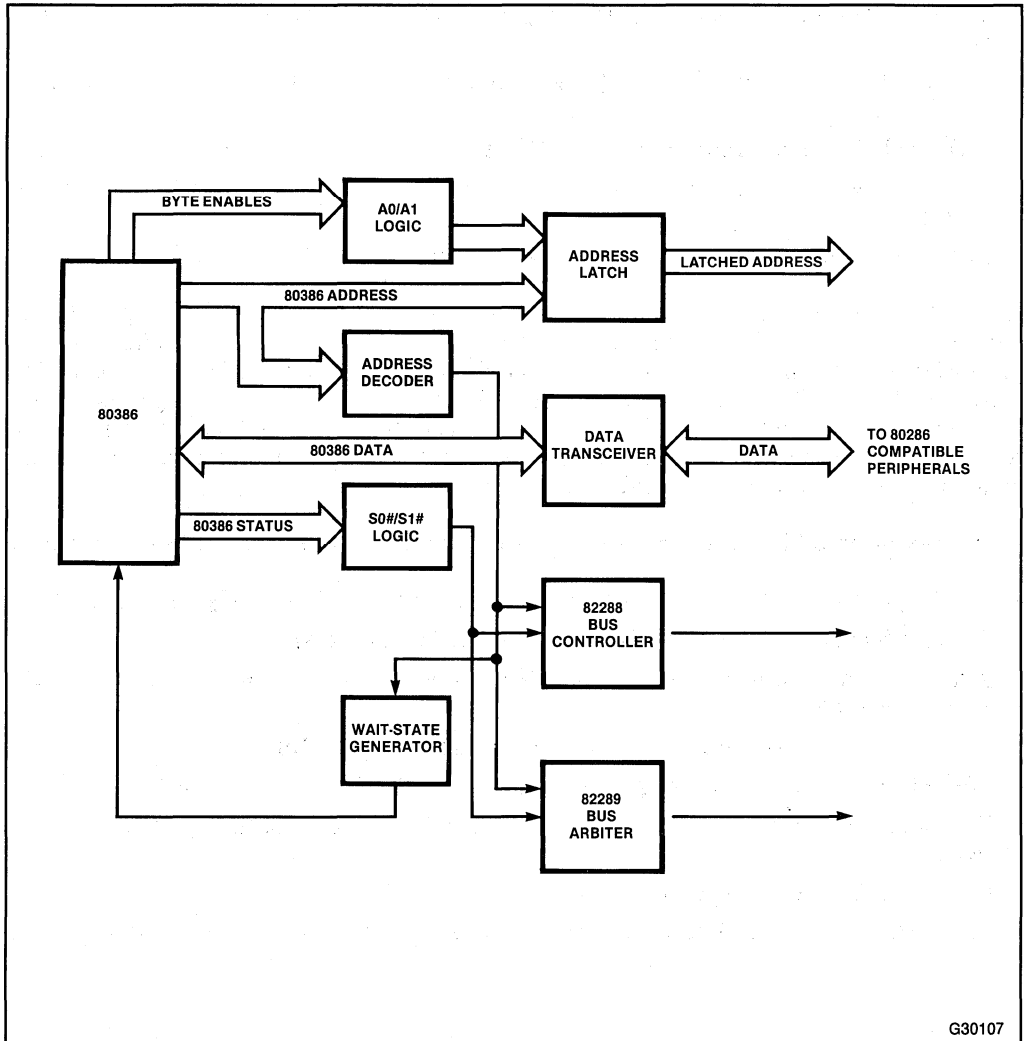 BYTE ENABLES
A0/A1
LOGIC
ADDRESS
LATCH
LATCHED ADDRESS
80386 ADDRESS
ADDRESS
DECODER
80386
80386 DATA
DATA
TRANSCEIVER
DATA
TO 80286
COMPATIBLE
PERIPHERALS
80386 STATUS
S0#/S1#
LOGIC
82288
BUS
CONTROLLER
WAIT-STATE
GENERATOR
82289
BUS
ARBITER
G30107